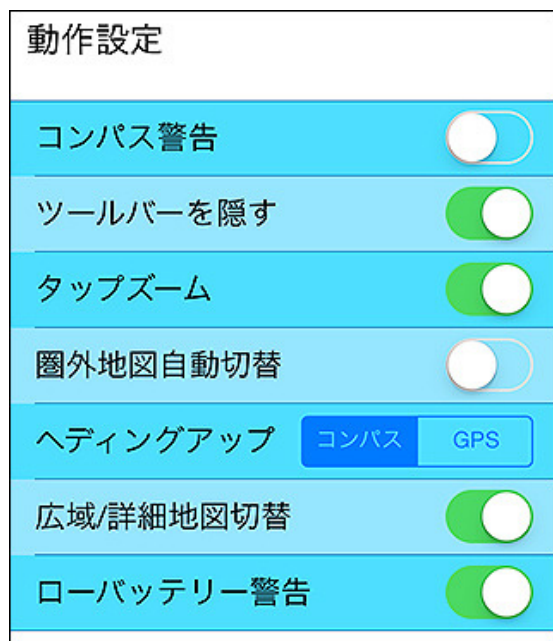 動作設定
コンパス警告
ツールバーを隠す
タップズーム
圏外地図自動切替
ヘディングアップ コンパス GPS
広域/詳細地図切替
ローバッテリー警告